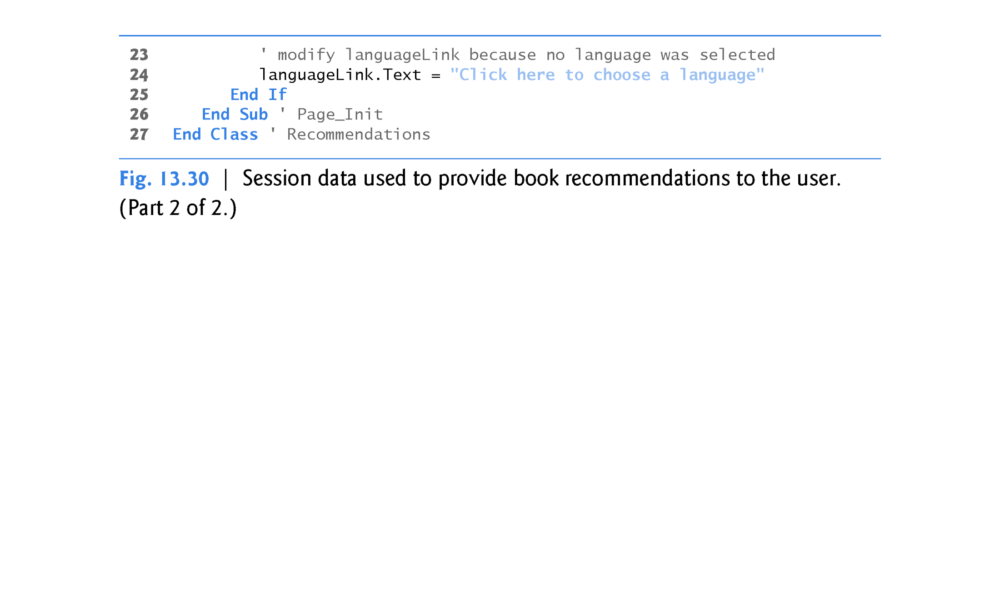 23            ' modify languageLink because no language was selected
24            languageLink.Text = "Click here to choose a language"
25         End If
26      End Sub ' Page_Init
27   End Class ' Recommendations
Fig. 13.30 | Session data used to provide book recommendations to the user.
(Part 2 of 2.)